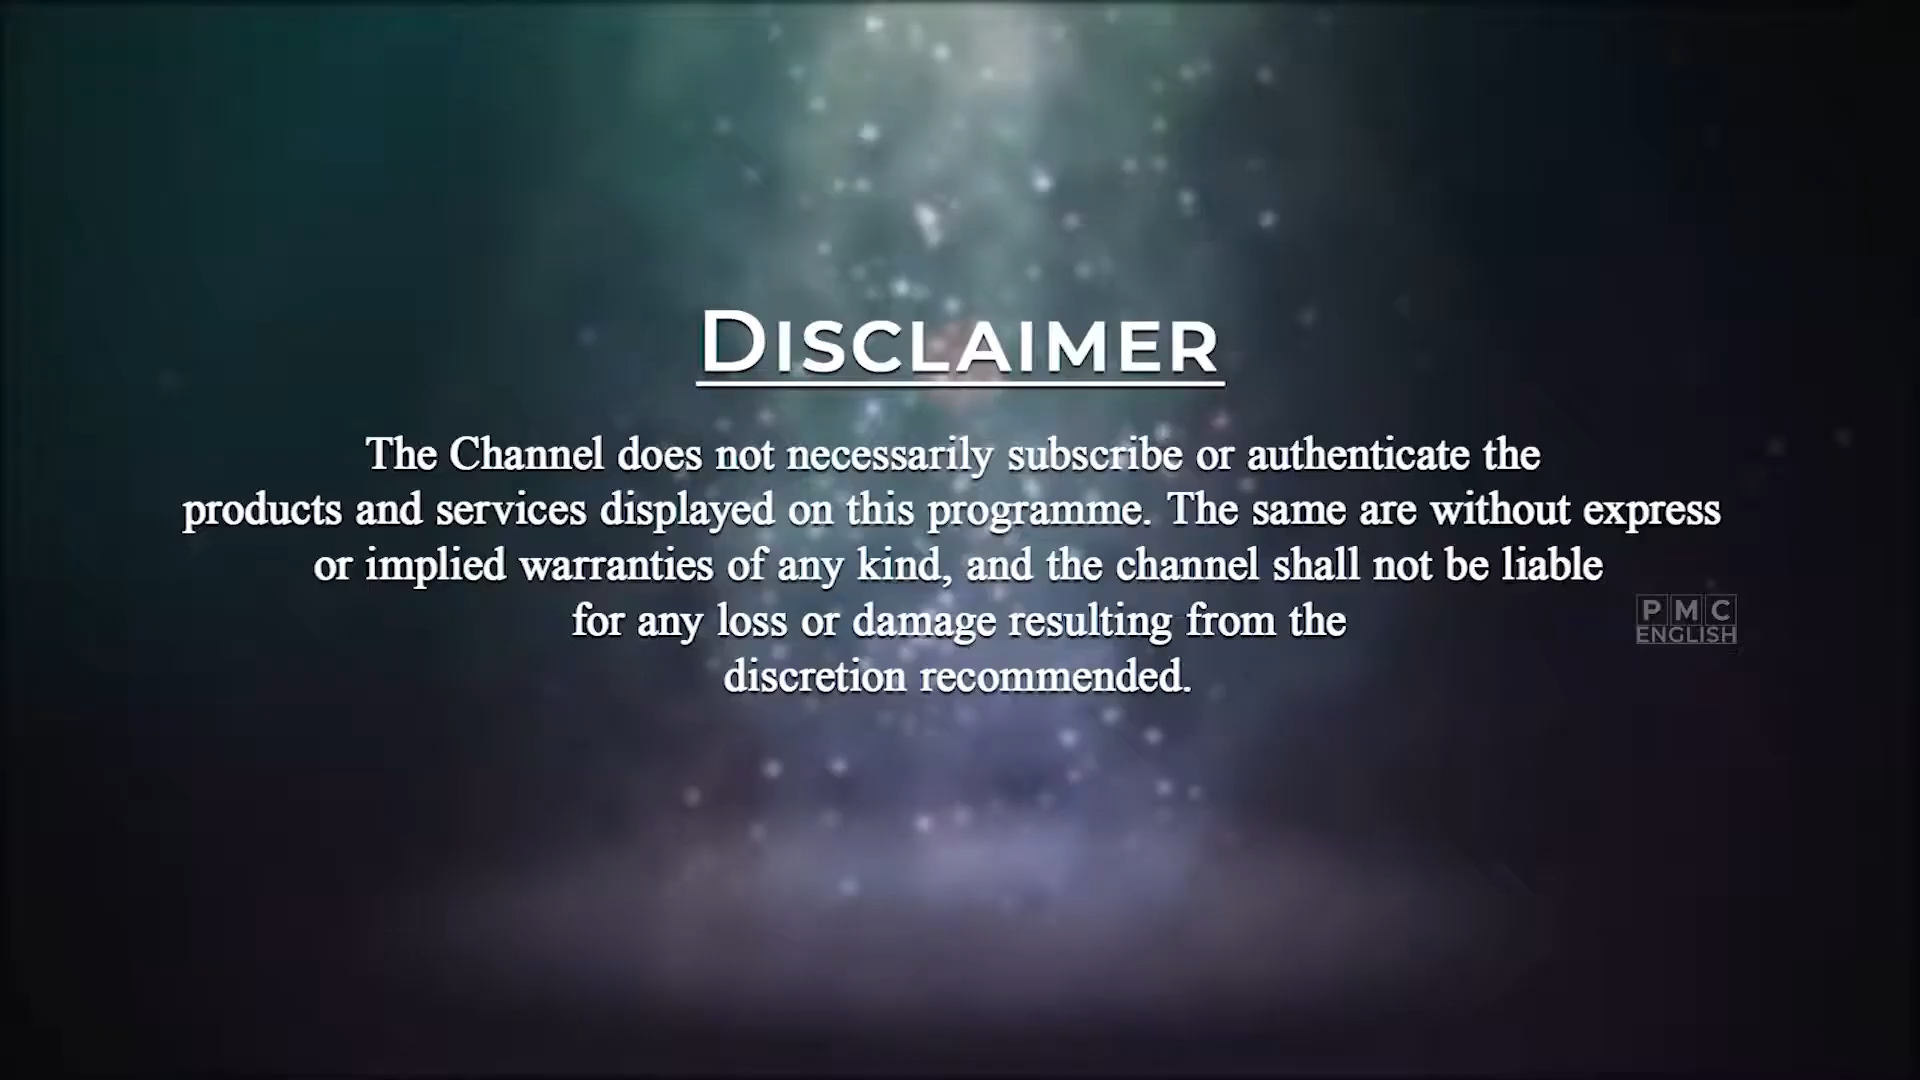 DISCLAIMER
The Channel does not necessarily subscribe or authenticate the
products and services displayed on this programme. The same are without express
or implied warranties of any kind, and the channel shall not be liable
for any loss or damage resulting from the
discretion recommended.
PMC
ENGLISH